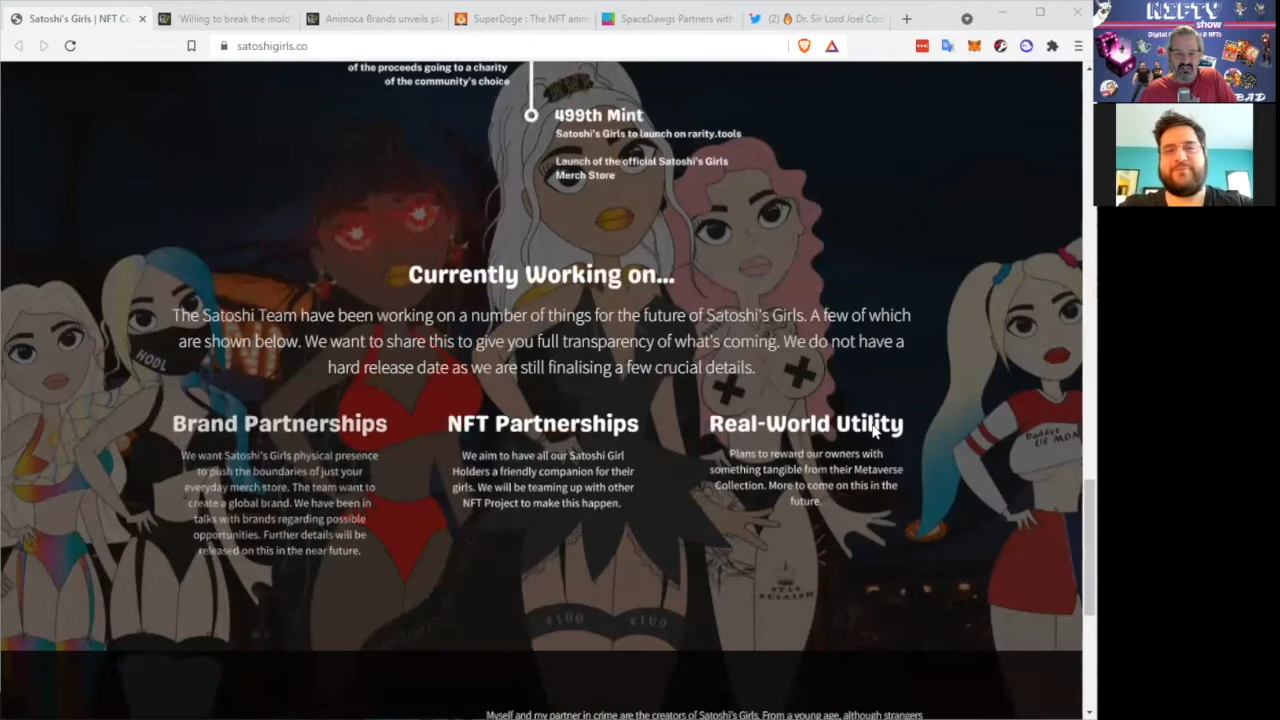 Satoshi's Girls | NFT Co
'Willing to break the mold'
Animoca Brands unveils pla
SuperDoge : The NFT anim
SpaceDawgs Partners with
(2) 🔥 Dr. Sir Lord Joel Com
satoshigirls.co
NIFTY
show
of the proceeds going to a charity
of the community's choice
499th Mint
Satoshi's Girls to launch on rarity.tools
Launch of the official Satoshi's Girls
Merch Store
Currently Working on...
The Satoshi Team have been working on a number of things for the future of Satoshi's Girls. A few of which
are shown below. We want to share this to give you full transparency of what's coming. We do not have a
hard release date as we are still finalising a few crucial details.
HODL
Brand Partnerships
We want Satoshi's Girls physical presence
to push the boundaries of just your
everyday merch store. The team want to
create a global brand. We have been in
talks with brands regarding possible
opportunities. Further details will be
released on this in the near future.
NFT Partnerships
We aim to have all our Satoshi Girl
Holders a friendly companion for their
girls. We will be teaming up with other
NFT Project to make this happen.
Real-World Utility
Plans to reward our owners with
something tangible from their Metaverse
Collection. More to come on this in the
future.
Daddys
LIL MON
STAY
BULLISH
#100 #100
Myself and my partner in crime are the creators of Satoshi's Girls. From a young age, although strangers